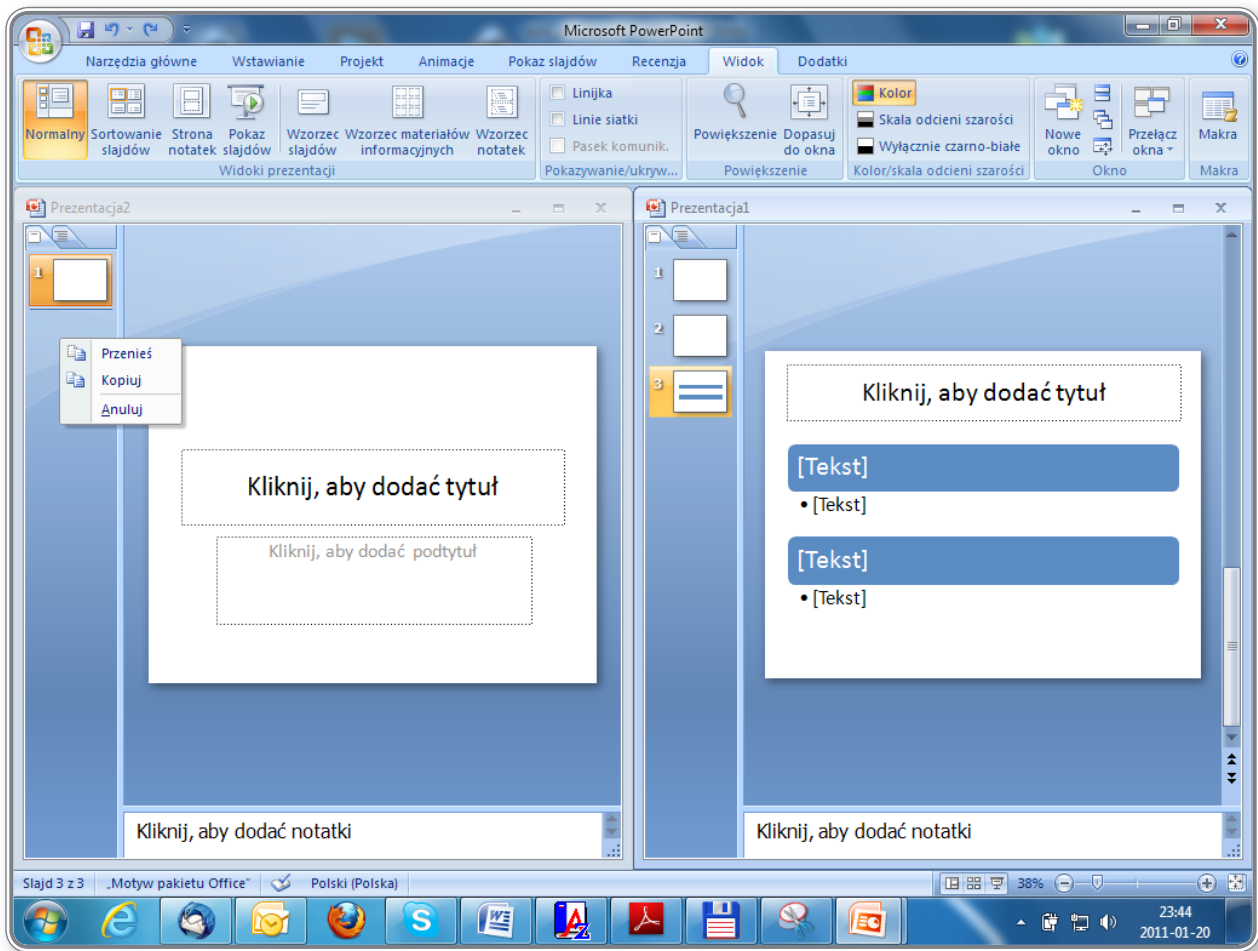 Microsoft PowerPoint
Narzędzia główne Wstawianie Projekt Animacje Pokaz slajdów Recenzja Widok Dodatki
Normalny
Sortowanie slajdów
Strona notatek
Pokaz slajdów
Wzorzec slajdów
Wzorzec materiałów informacyjnych
Wzorzec notatek
Widoki prezentacji
Linijka
Linie siatki
Pasek komunik.
Pokazywanie/ukryw...
Powiększenie
Dopasuj do okna
Powiększenie
Kolor
Skala odcieni szarości
Wyłącznie czarno-białe
Kolor/skala odcieni szarości
Nowe okno
Przełącz okna
Okno
Makra
Makra
Prezentacja2
1
Przenieś
Kopiuj
Anuluj
Kliknij, aby dodać tytuł
Kliknij, aby dodać podtytuł
Kliknij, aby dodać notatki
Prezentacja1
1
2
3
Kliknij, aby dodać tytuł
[Tekst]
• [Tekst]
[Tekst]
• [Tekst]
Kliknij, aby dodać notatki
Slajd 3 z 3 „Motyw pakietu Office" Polski (Polska) 38%
23:44
2011-01-20